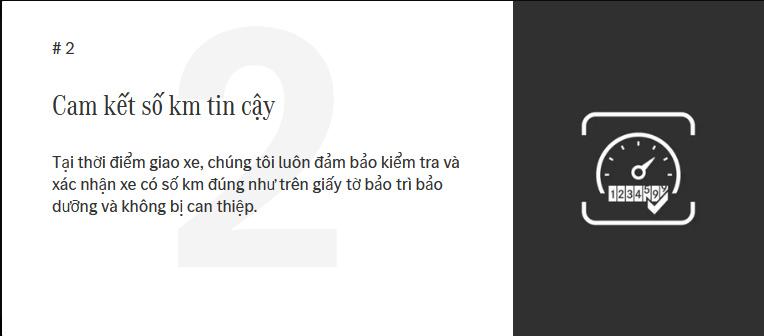 # 2
2
Cam kết số km tin cậy
Tại thời điểm giao xe, chúng tôi luôn đảm bảo kiểm tra và
xác nhận xe có số km đúng như trên giấy tờ bảo trì bảo
dưỡng và không bị can thiệp.
1234599